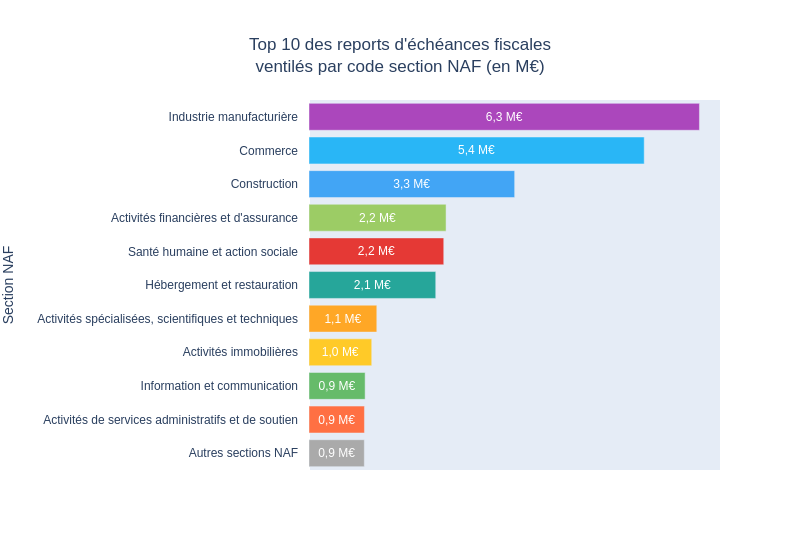 Top 10 des reports d'échéances fiscales
ventilés par code section NAF (en M€)
Section NAF
Industrie manufacturière 6,3 M€
Commerce 5,4 M€
Construction 3,3 M€
Activités financières et d'assurance 2,2 M€
Santé humaine et action sociale 2,2 M€
Hébergement et restauration 2,1 M€
Activités spécialisées, scientifiques et techniques 1,1 M€
Activités immobilières 1,0 M€
Information et communication 0,9 M€
Activités de services administratifs et de soutien 0,9 M€
Autres sections NAF 0,9 M€